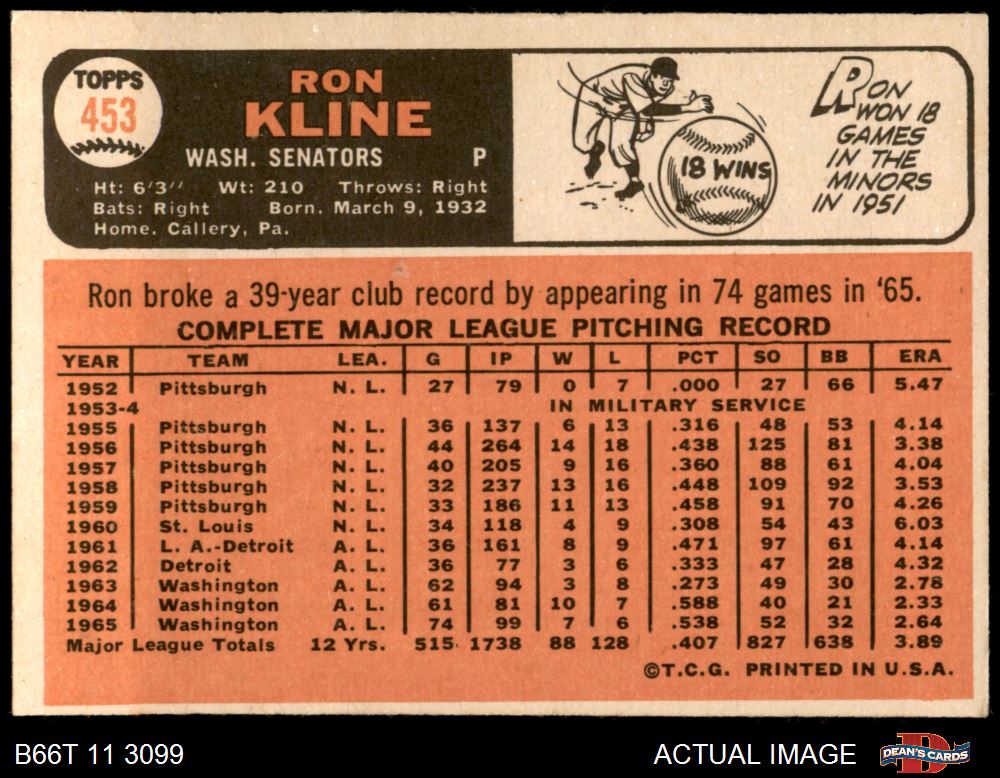 TOPPS
453
RON
KLINE
WASH. SENATORS P
Ht: 6'3" Wt: 210 Throws: Right
Bats: Right Born. March 9, 1932
Home. Callery, Pa.
18 WINS
RON
WON 18
GAMES
IN THE
MINORS
IN 1951
Ron broke a 39-year club record by appearing in 74 games in '65.
COMPLETE MAJOR LEAGUE PITCHING RECORD
YEAR TEAM LEA. G IP W L PCT SO BB ERA
1952 Pittsburgh N. L. 27 79 0 7 .000 27 66 5.47
1953-4 IN MILITARY SERVICE
1955 Pittsburgh N. L. 36 137 6 13 .316 48 53 4.14
1956 Pittsburgh N. L. 44 264 14 18 .438 125 81 3.38
1957 Pittsburgh N. L. 40 205 9 16 .360 88 61 4.04
1958 Pittsburgh N. L. 32 237 13 16 .448 109 92 3.53
1959 Pittsburgh N. L. 33 186 11 13 .458 91 70 4.26
1960 St. Louis N. L. 34 118 4 9 .308 54 43 6.03
1961 L. A.-Detroit A. L. 36 161 8 9 .471 97 61 4.14
1962 Detroit A. L. 36 77 3 6 .333 47 28 4.32
1963 Washington A. L. 62 94 3 8 .273 49 30 2.78
1964 Washington A. L. 61 81 10 7 .588 40 21 2.33
1965 Washington A. L. 74 99 7 6 .538 52 32 2.64
Major League Totals 12 Yrs. 515 1738 88 128 .407 827 638 3.89
©T.C.G. PRINTED IN U.S.A.
B66T 11 3099 ACTUAL IMAGE DEAN'S CARDS